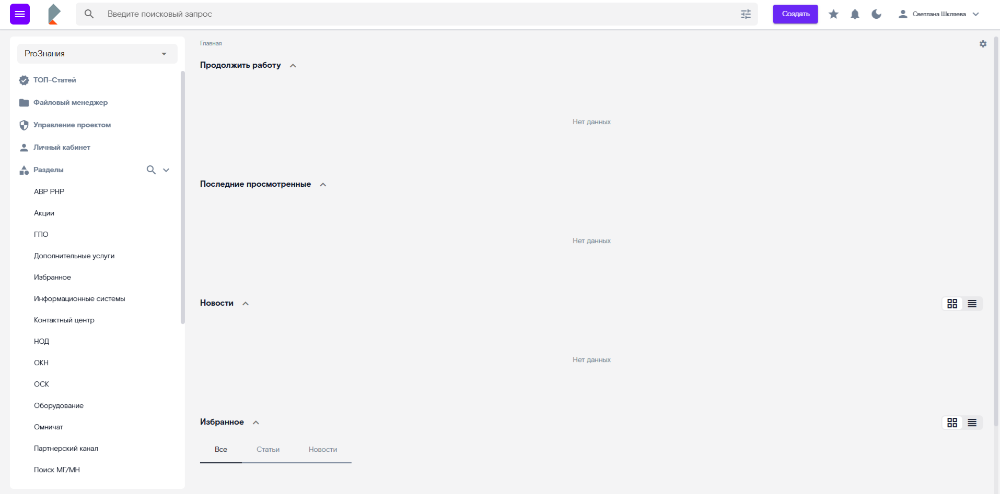 Введите поисковый запрос
Создать
Светлана Шкляева
ProЗнания
ТОП-Статей
Файловый менеджер
Управление проектом
Личный кабинет
Разделы
АВР РНР
Акции
ГПО
Дополнительные услуги
Избранное
Информационные системы
Контактный центр
НОД
ОКН
ОСК
Оборудование
Омничат
Партнерский канал
Поиск МГ/МН
Главная
Продолжить работу
Нет данных
Последние просмотренные
Нет данных
Новости
Нет данных
Избранное
Все Статьи Новости